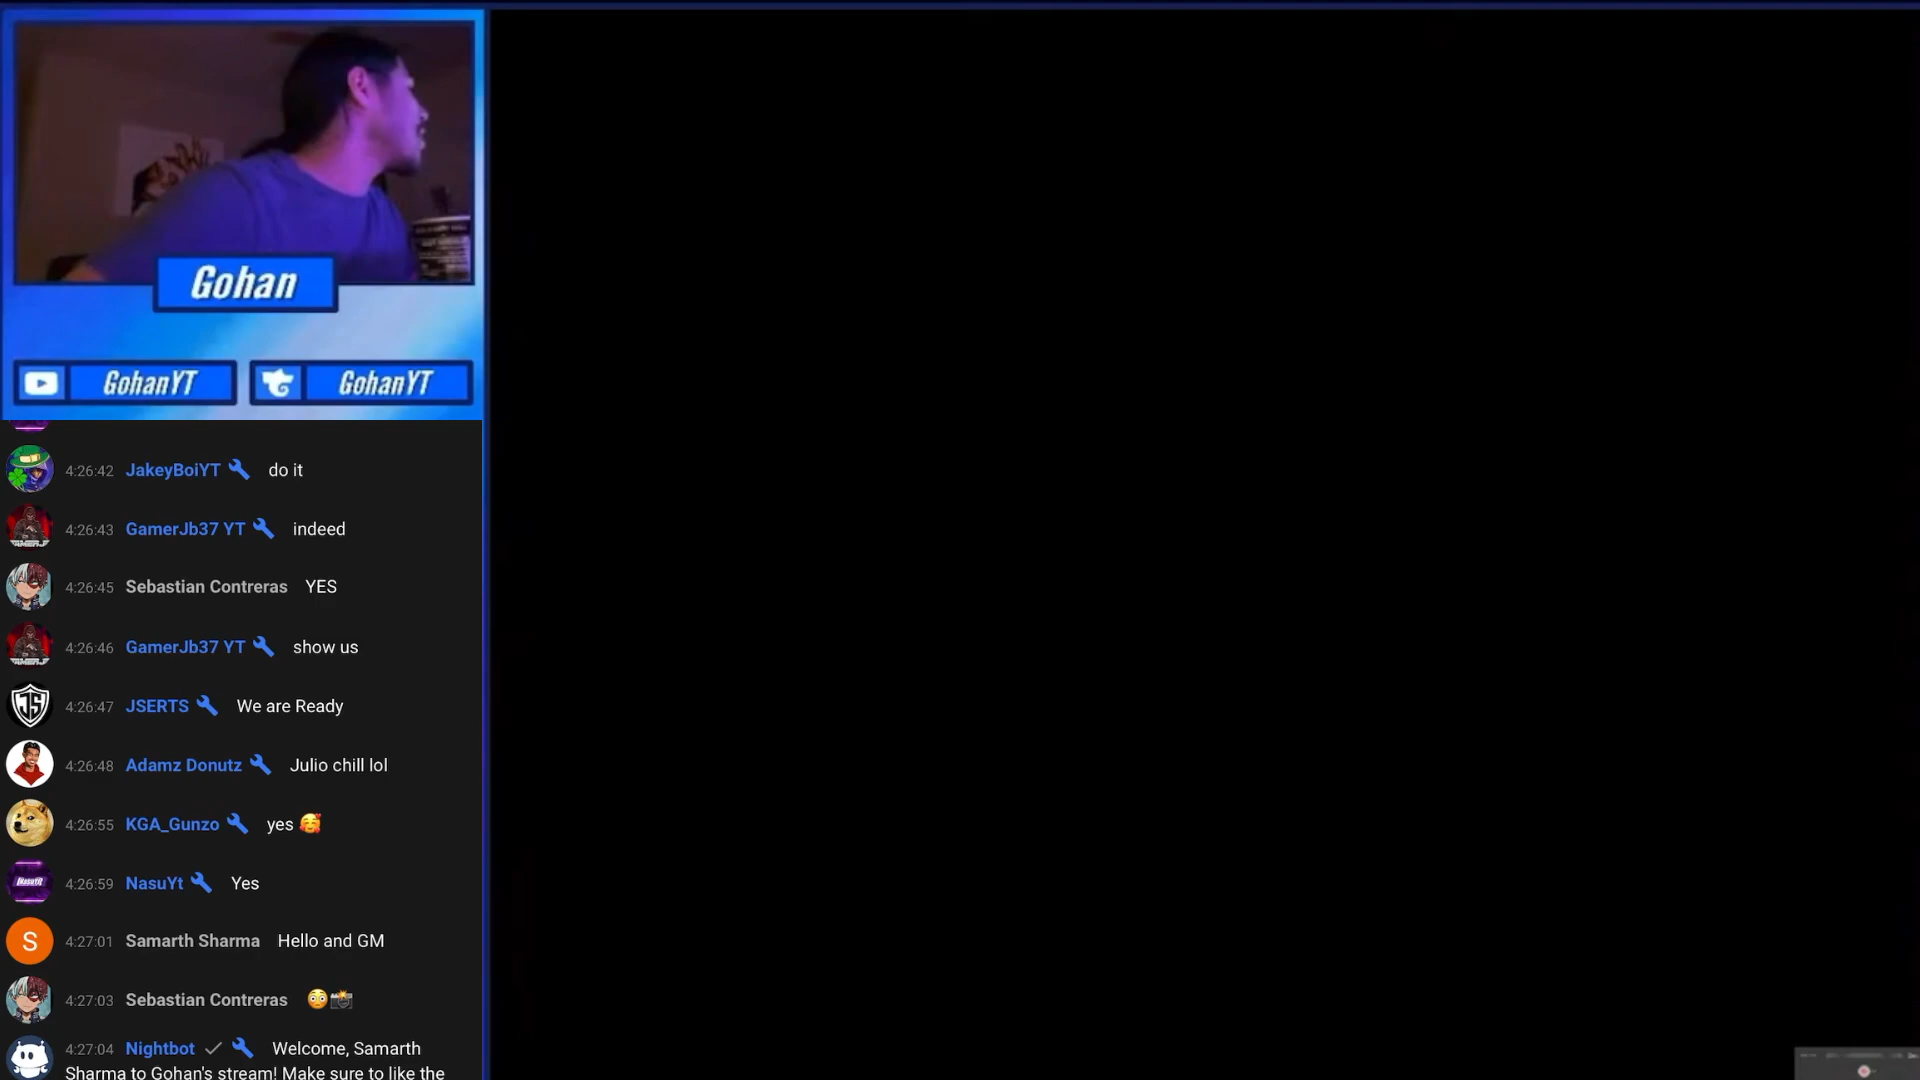 Gohan
GohanYT
GohanYT
4:26:42 JakeyBoiYT do it
4:26:43 GamerJb37 YT indeed
4:26:45 Sebastian Contreras YES
4:26:46 GamerJb37 YT show us
4:26:47 JSERTS We are Ready
4:26:48 Adamz Donutz Julio chill lol
4:26:55 KGA_Gunzo yes 🥰
4:26:59 NasuYt Yes
S 4:27:01 Samarth Sharma Hello and GM
4:27:03 Sebastian Contreras 😳📸
4:27:04 Nightbot Welcome, Samarth
Sharma to Gohan's stream! Make sure to like the